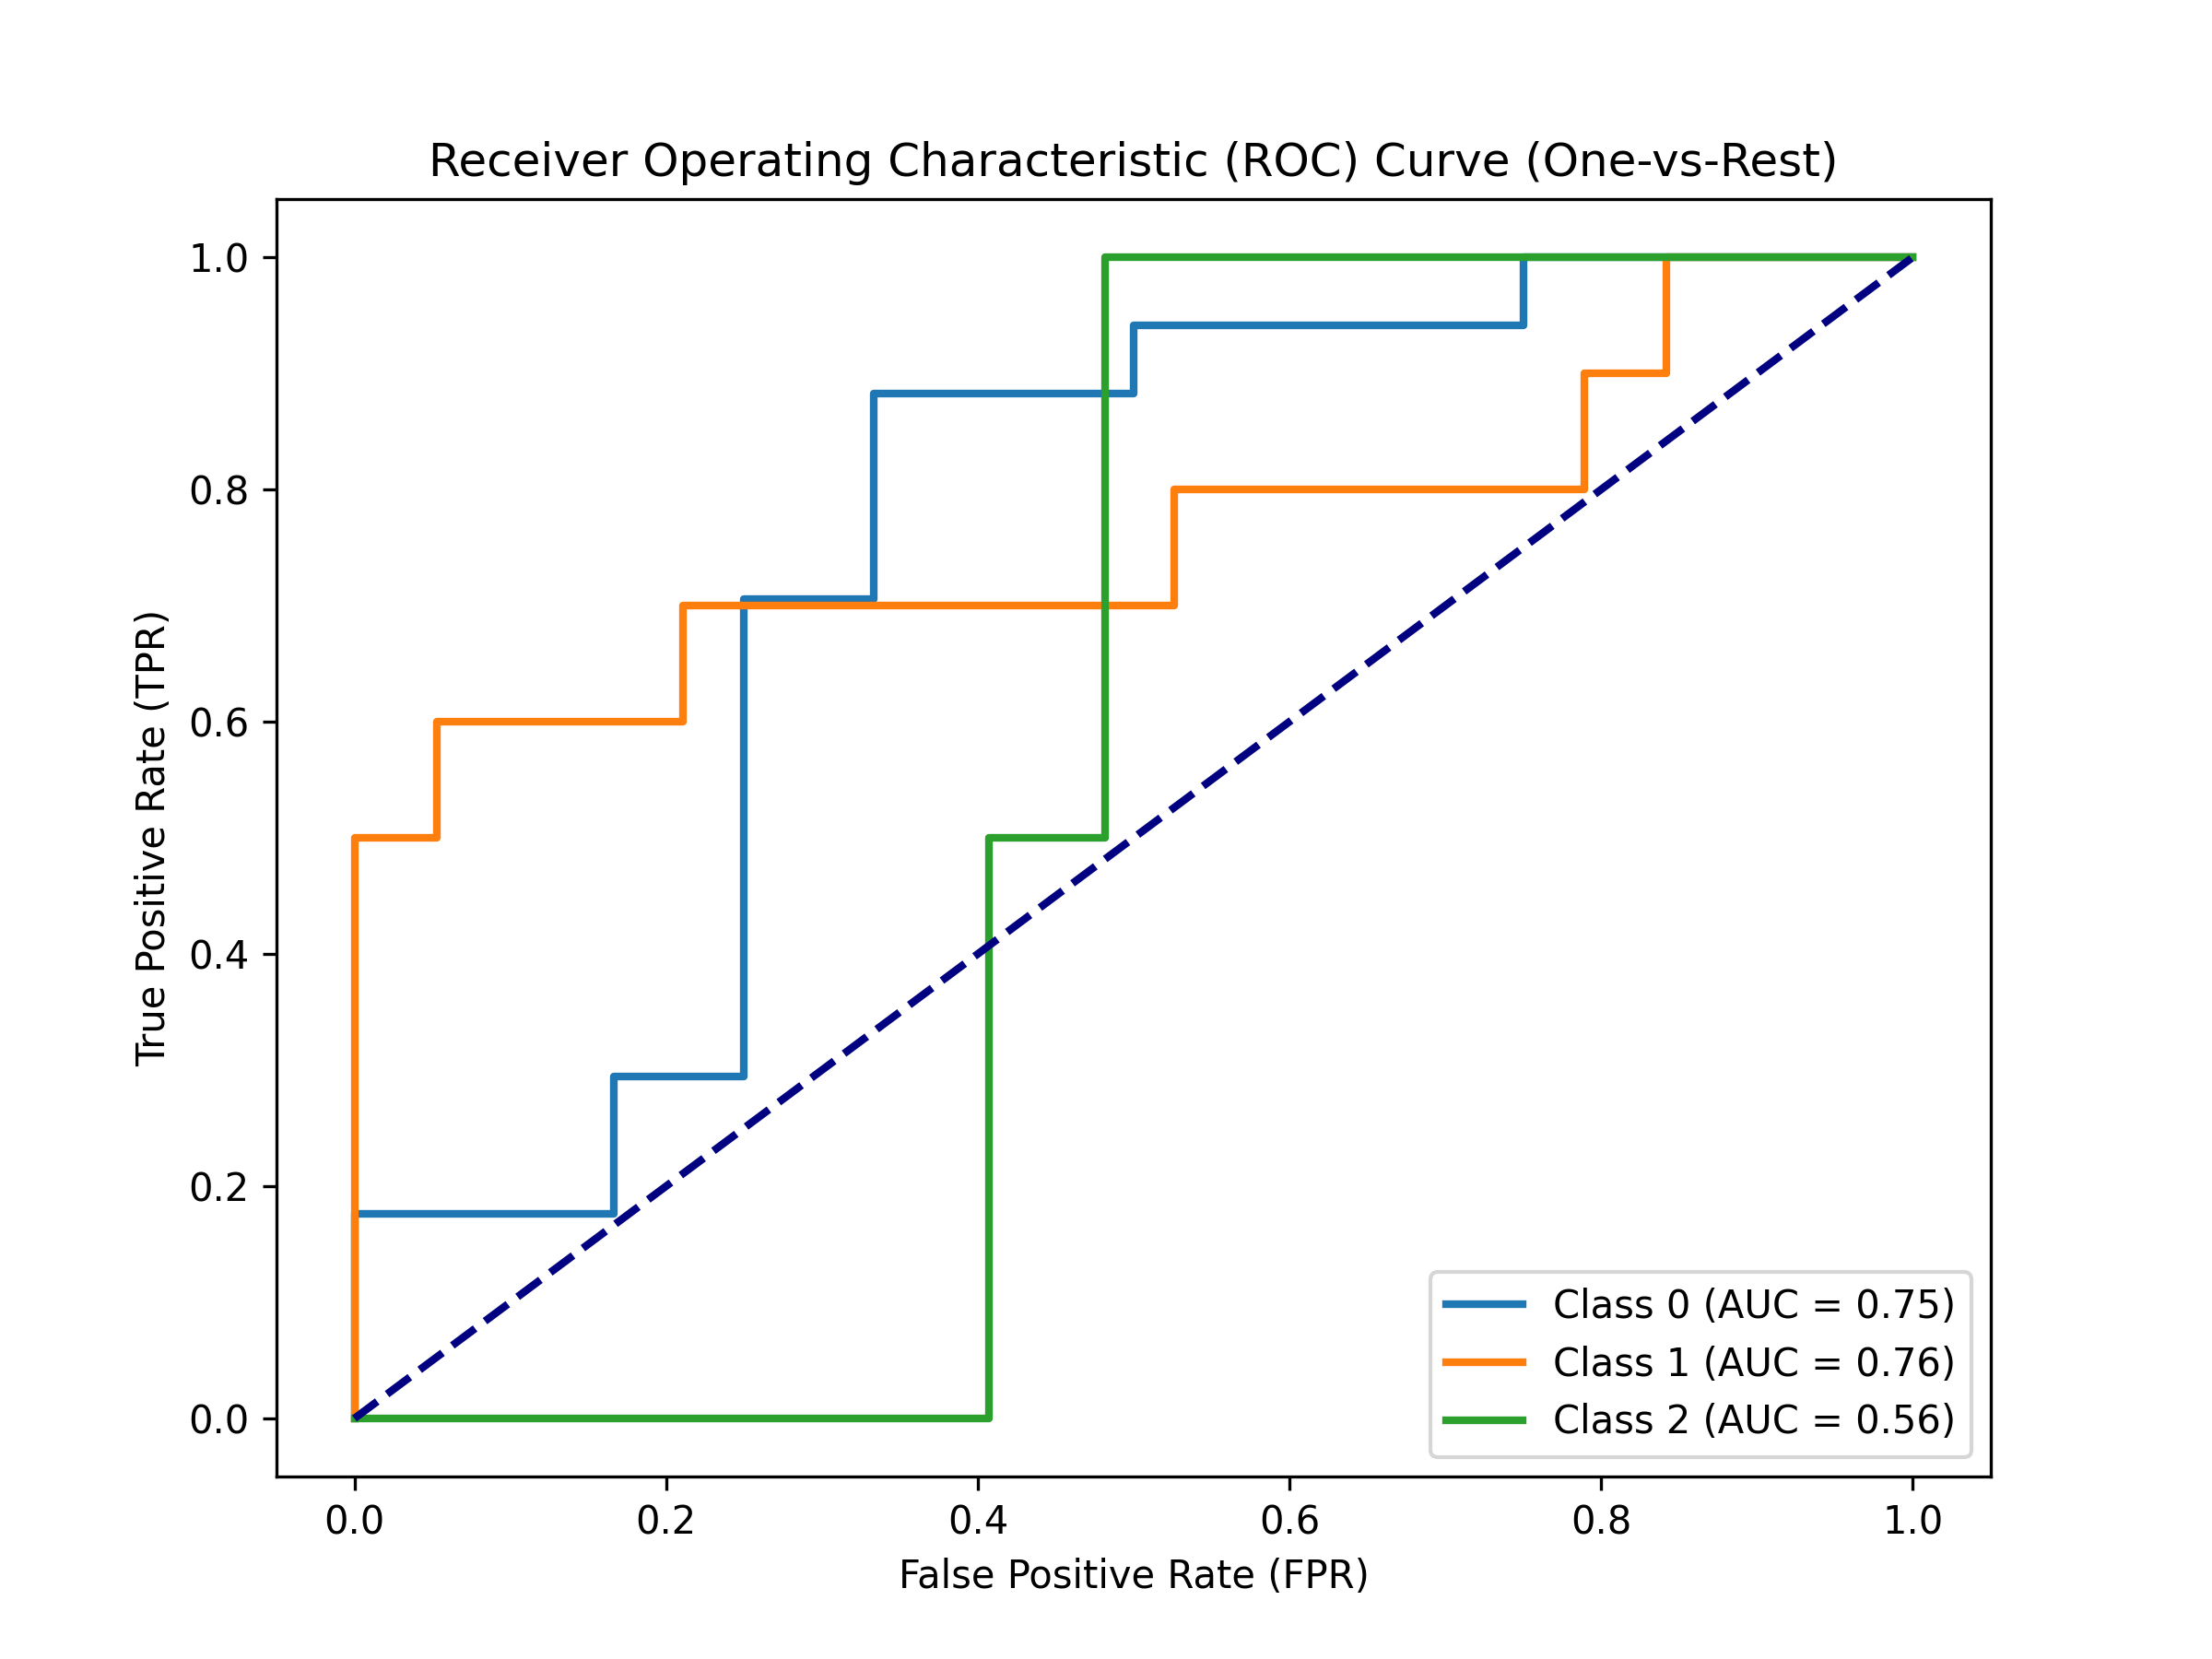 Receiver Operating Characteristic (ROC) Curve (One-vs-Rest)
True Positive Rate (TPR)
1.0
0.8
0.6
0.4
0.2
0.0
Class 0 (AUC = 0.75)
Class 1 (AUC = 0.76)
Class 2 (AUC = 0.56)
0.0 0.2 0.4 0.6 0.8 1.0
False Positive Rate (FPR)